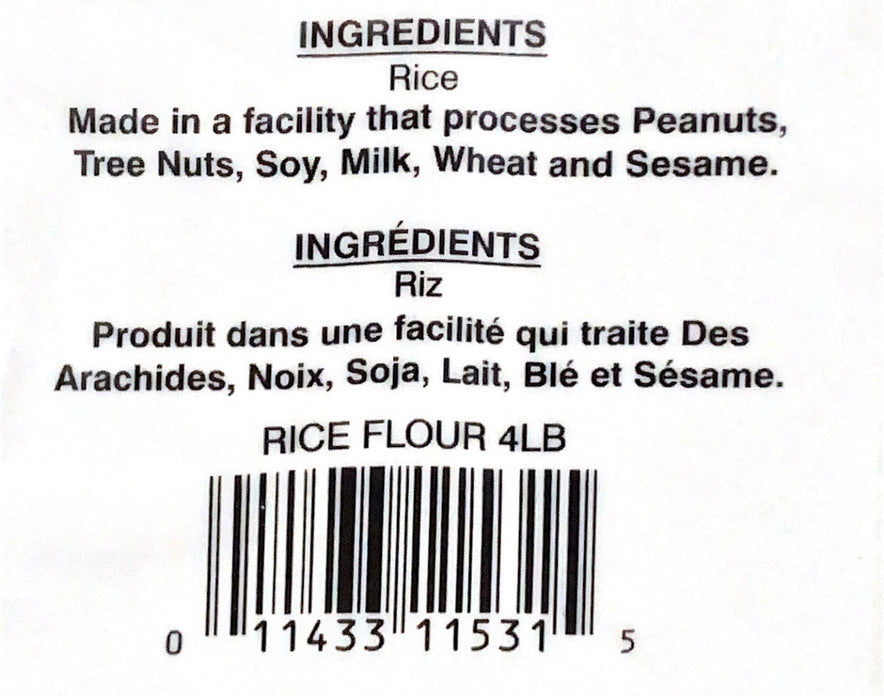 INGREDIENTS
Rice
Made in a facility that processes Peanuts,
Tree Nuts, Soy, Milk, Wheat and Sesame.
INGRÉDIENTS
Riz
Produit dans une facilité qui traite Des
Arachides, Noix, Soja, Lait, Blé et Sésame.
RICE FLOUR 4LB
0 11433 11531 5